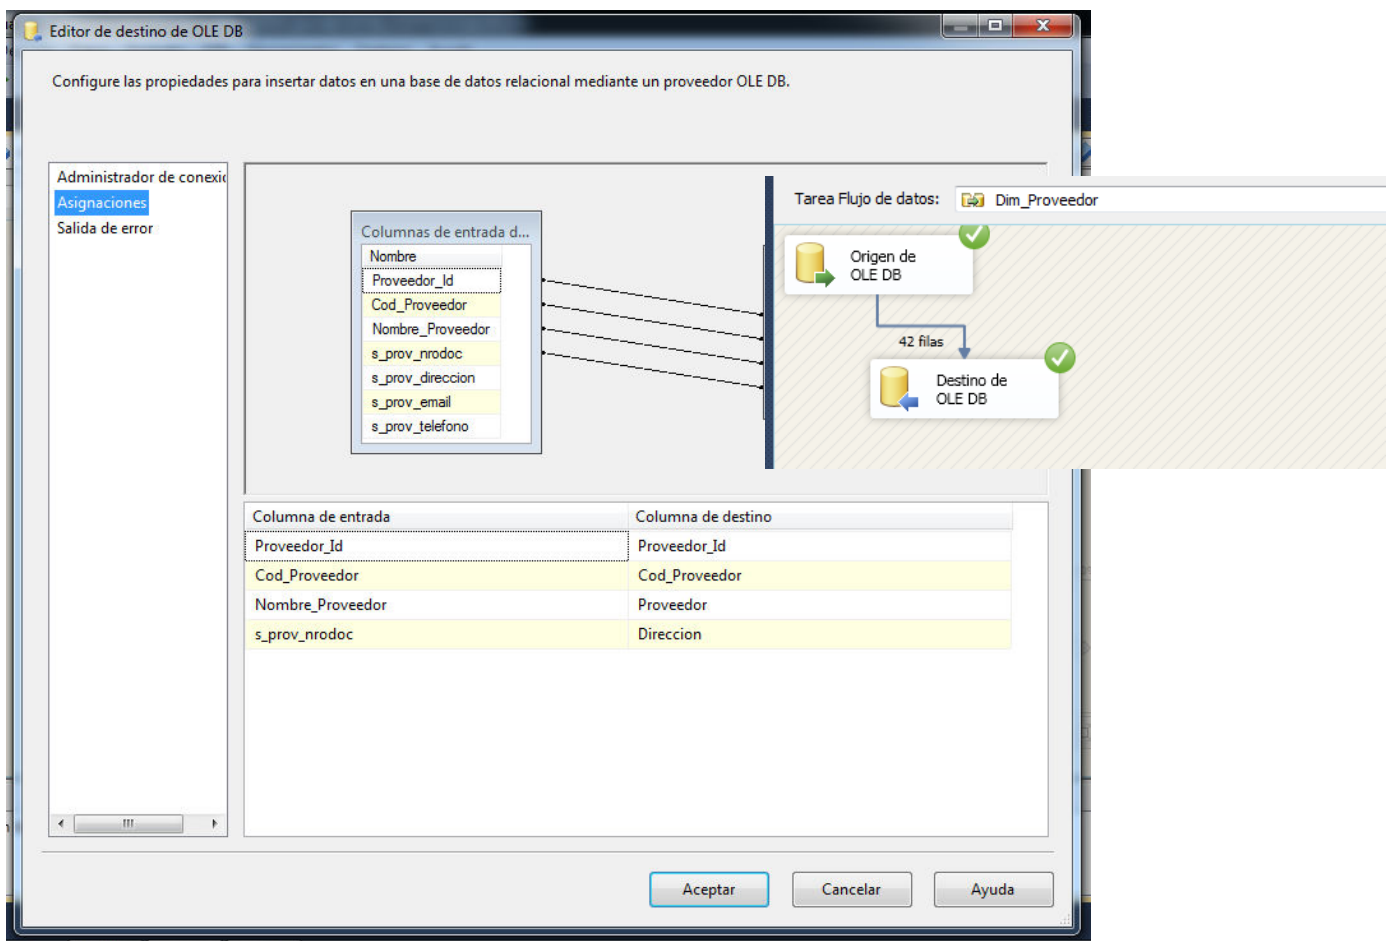 Editor de destino de OLE DB
Configure las propiedades para insertar datos en una base de datos relacional mediante un proveedor OLE DB.
Administrador de conexic
Asignaciones
Salida de error
Columnas de entrada d...
Nombre
Proveedor_Id
Cod_Proveedor
Nombre_Proveedor
s_prov_nrodoc
s_prov_direccion
s_prov_email
s_prov_telefono
Tarea Flujo de datos: Dim_Proveedor
Origen de
OLE DB
42 filas
Destino de
OLE DB
Columna de entrada Columna de destino
Proveedor_Id Proveedor_Id
Cod_Proveedor Cod_Proveedor
Nombre_Proveedor Proveedor
s_prov_nrodoc Direccion
Aceptar Cancelar Ayuda